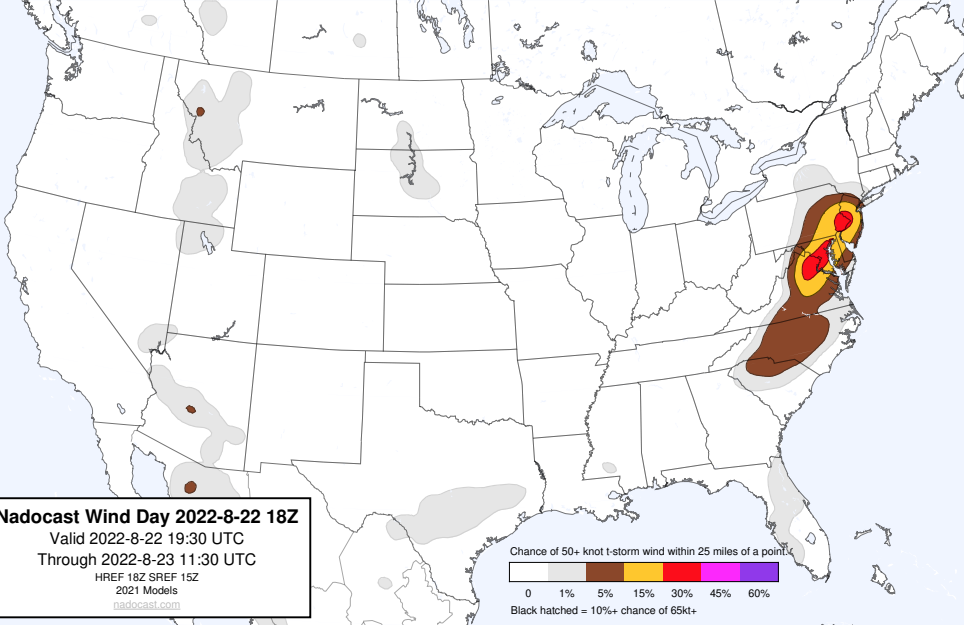 Nadocast Wind Day 2022-8-22 18Z
Valid 2022-8-22 19:30 UTC
Through 2022-8-23 11:30 UTC
HREF 18Z SREF 15Z
2021 Models
nadocast.com
Chance of 50+ knot t-storm wind within 25 miles of a point.
0 1% 5% 15% 30% 45% 60%
Black hatched = 10%+ chance of 65kt+